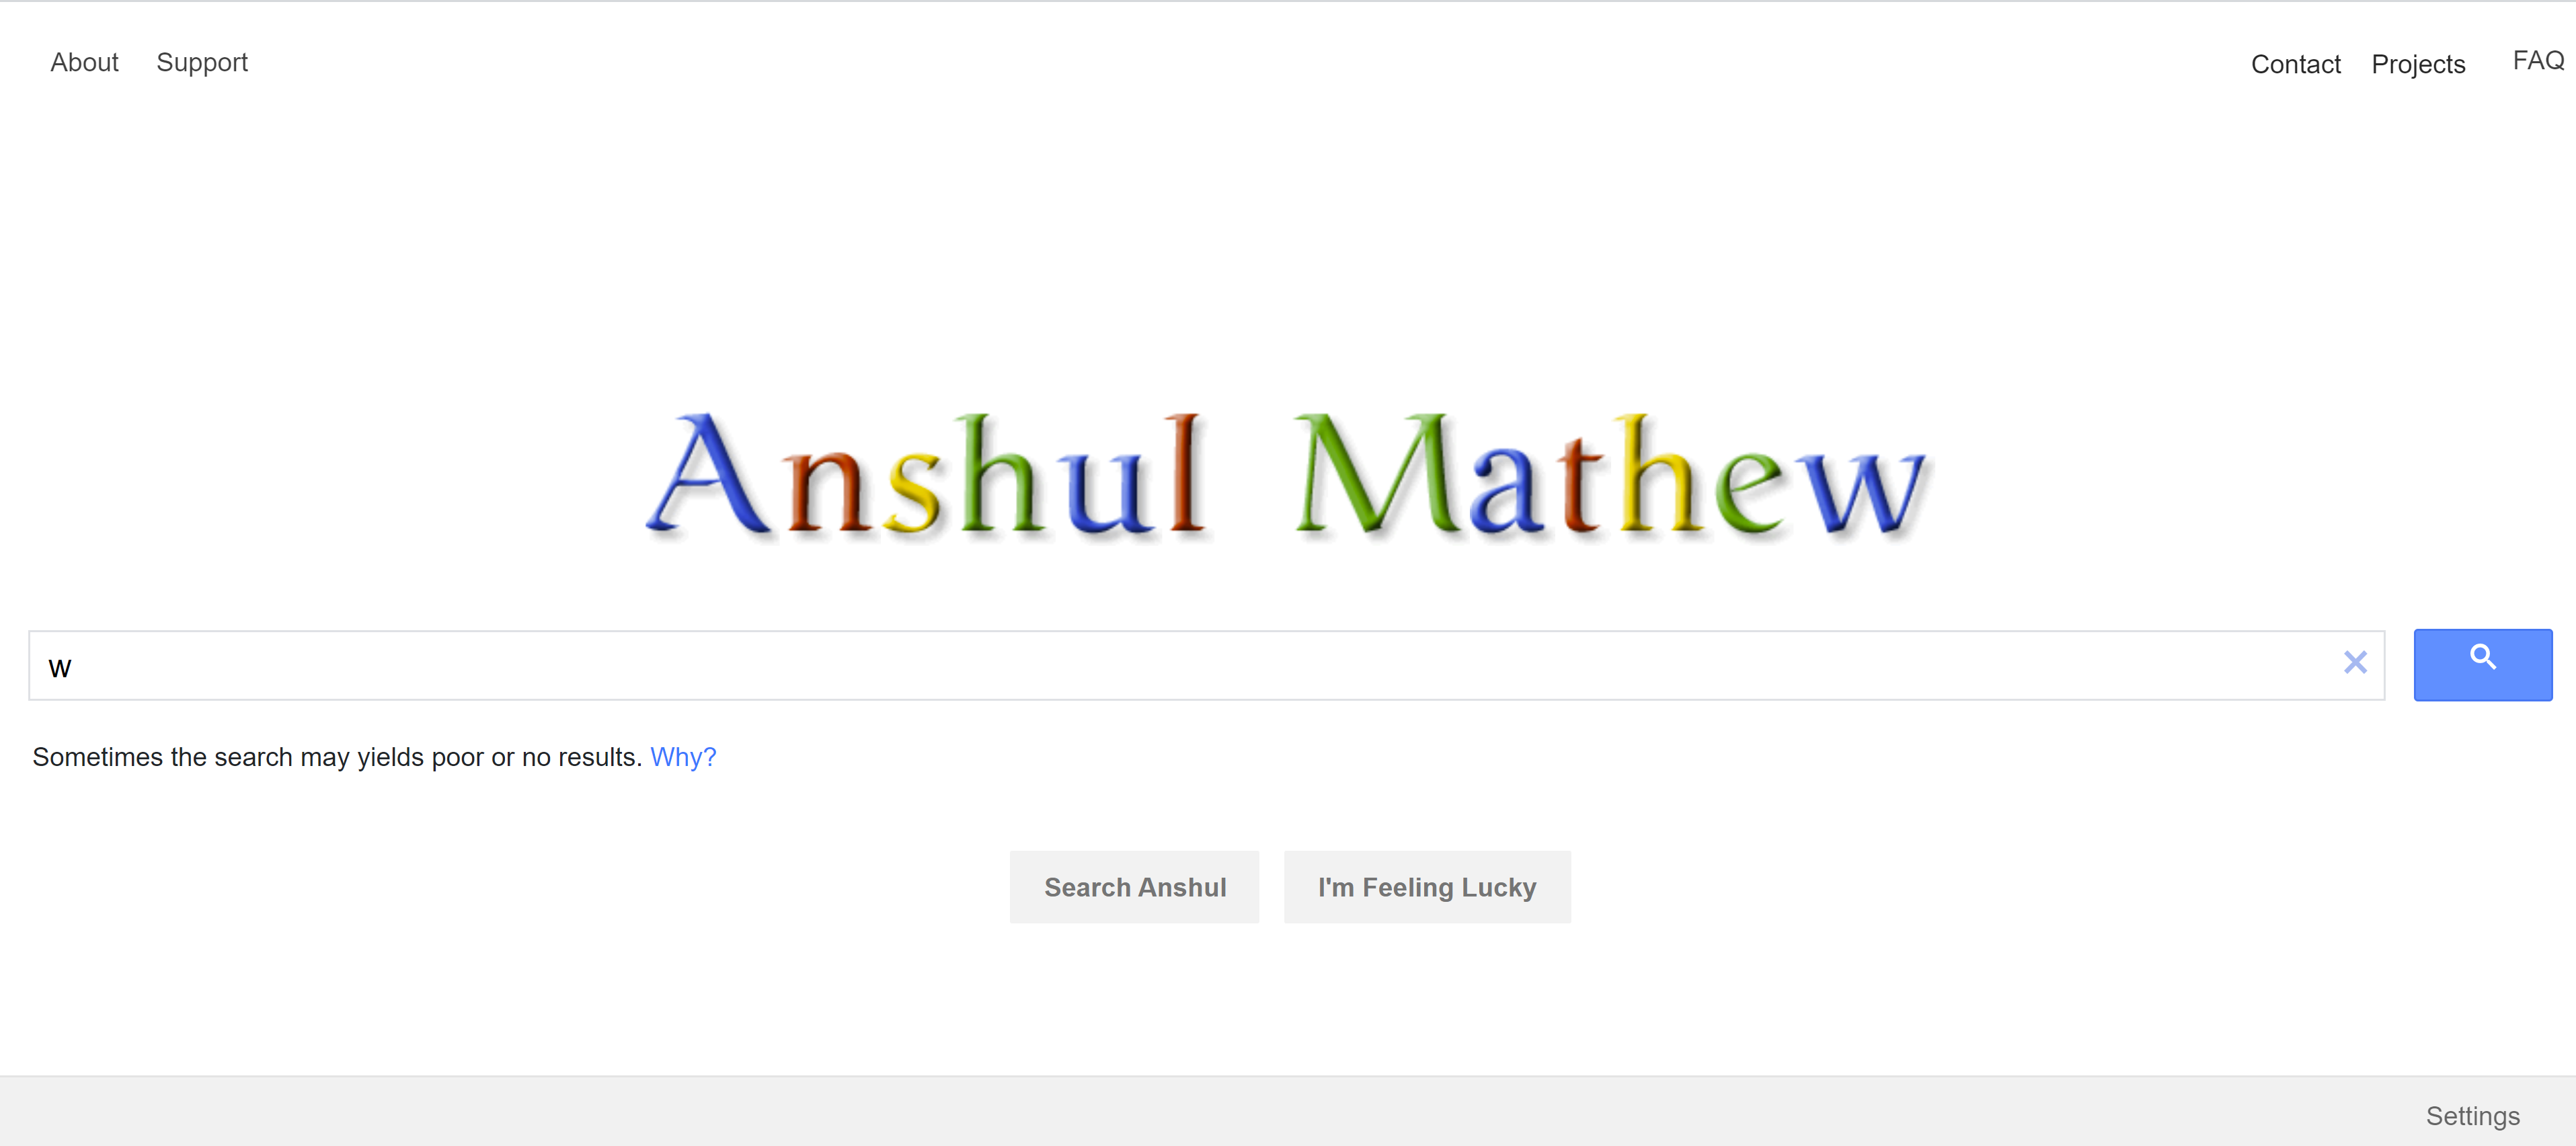 About Support Contact Projects FAQ
Anshul Mathew
w
Sometimes the search may yields poor or no results. Why?
Search Anshul I'm Feeling Lucky
Settings